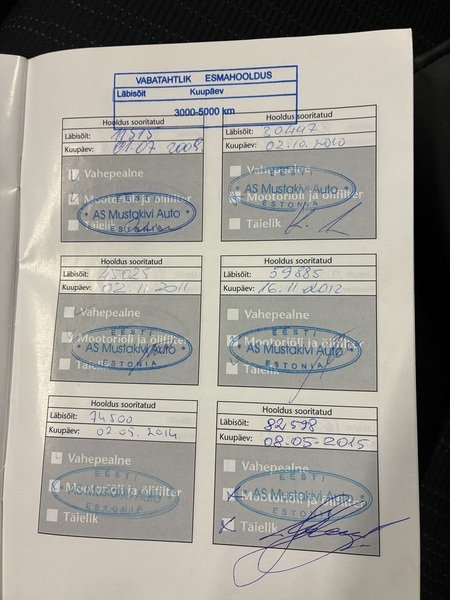 VABATAHTLIK ESMAHOOLDUS
Läbisõit Kuupäev
3000-5000 km
Hooldus sooritatud
Läbisõit:
Kuupäev: 01.07 2009
Vahepealne
Mootoriõli ja õlifilter
Täielik
EESTI
AS Mustakivi Auto
ESTONIA
Hooldus sooritatud
Läbisõit: 30447
Kuupäev: 02.10.2010
Vahepealne
Mootoriõli ja õlifilter
Täielik
EESTI
AS Mustakivi Auto
ESTONIA
Hooldus sooritatud
Läbisõit: 45025
Kuupäev: 02.11 2011
Vahepealne
Mootoriõli ja õlifilter
Täielik
EESTI
AS Mustakivi Auto
ESTONIA
Hooldus sooritatud
Läbisõit: 59885
Kuupäev: 16.11 2012
Vahepealne
Mootoriõli ja õlifilter
Täielik
EESTI
AS Mustakivi Auto
ESTONIA
Hooldus sooritatud
Läbisõit: 74500
Kuupäev: 02.05.2014
Vahepealne
Mootoriõli ja õlifilter
Täielik
EESTI
AS Mustakivi Auto
ESTONIA
Hooldus sooritatud
Läbisõit: 82598
Kuupäev: 08.05-2015
Vahepealne
Mootoriõli ja õlifilter
Täielik
EESTI
AS Mustakivi Auto
ESTONIA